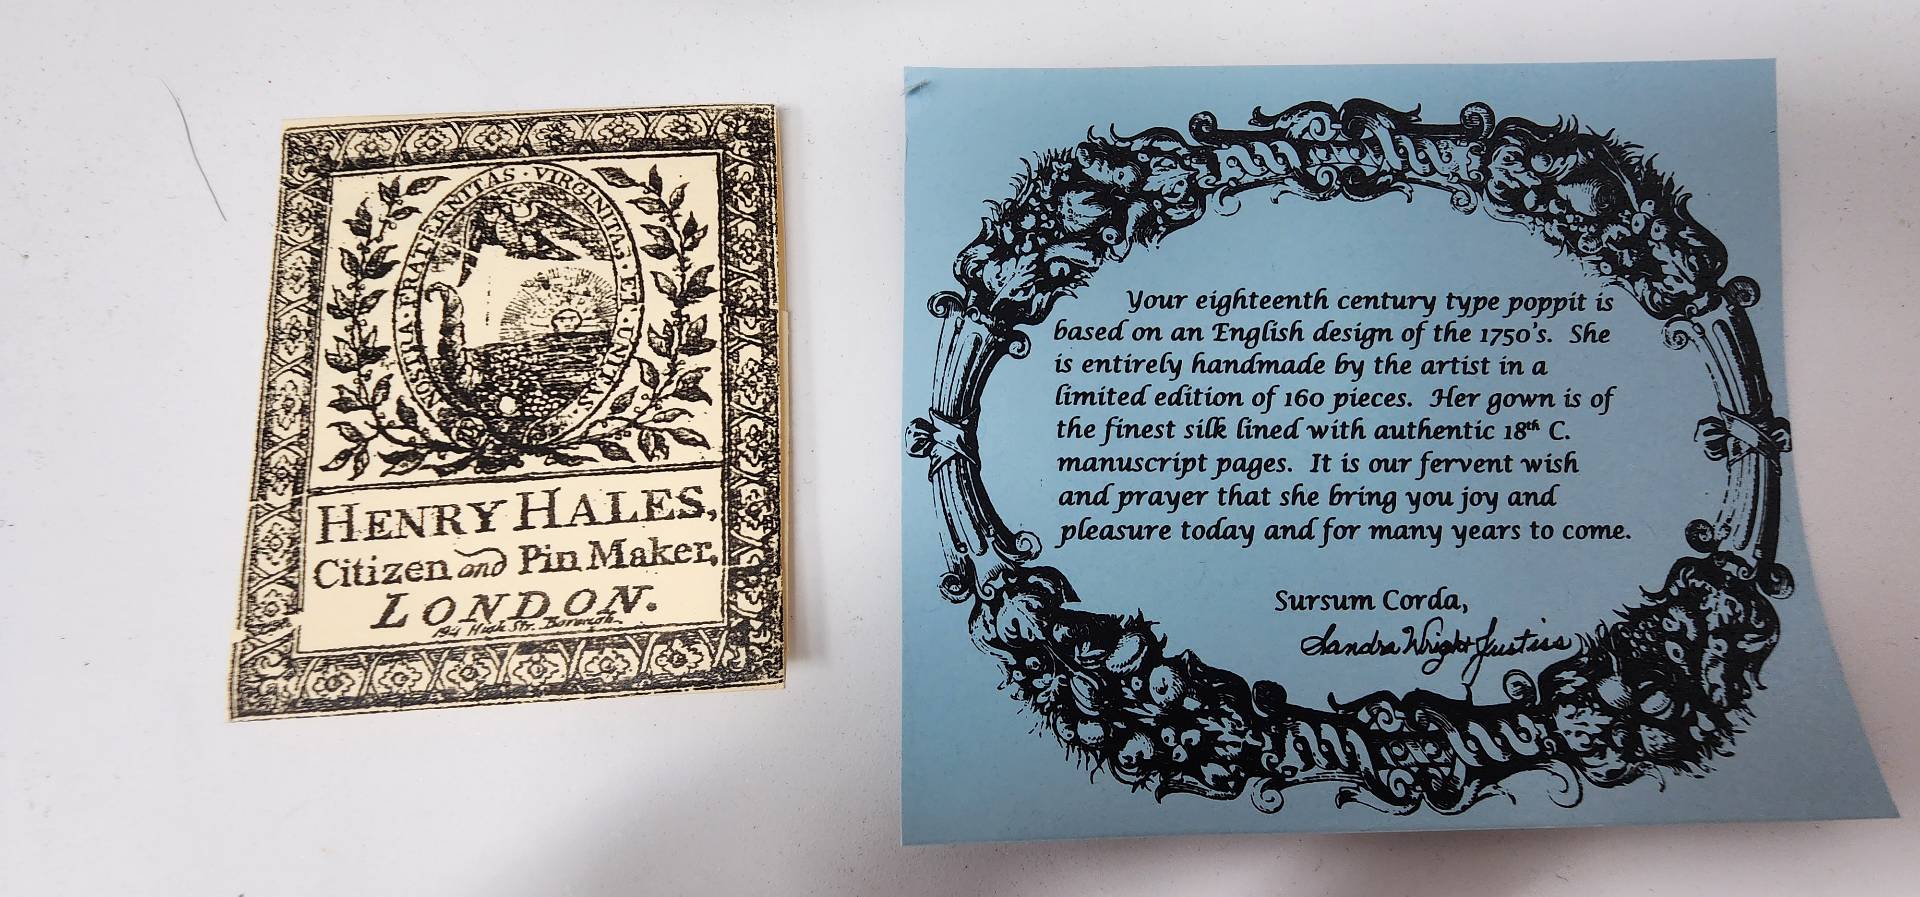 NOSTRA · FRATERNITAS · VIRGINITAS · ET · UNITAS ·
HENRY HALES,
Citizen and Pin Maker,
LONDON.
High Str. Borough
Your eighteenth century type poppit is
based on an English design of the 1750's. She
is entirely handmade by the artist in a
limited edition of 160 pieces. Her gown is of
the finest silk lined with authentic 18th C.
manuscript pages. It is our fervent wish
and prayer that she bring you joy and
pleasure today and for many years to come.
Sursum Corda,
Sandra Wright Justiss